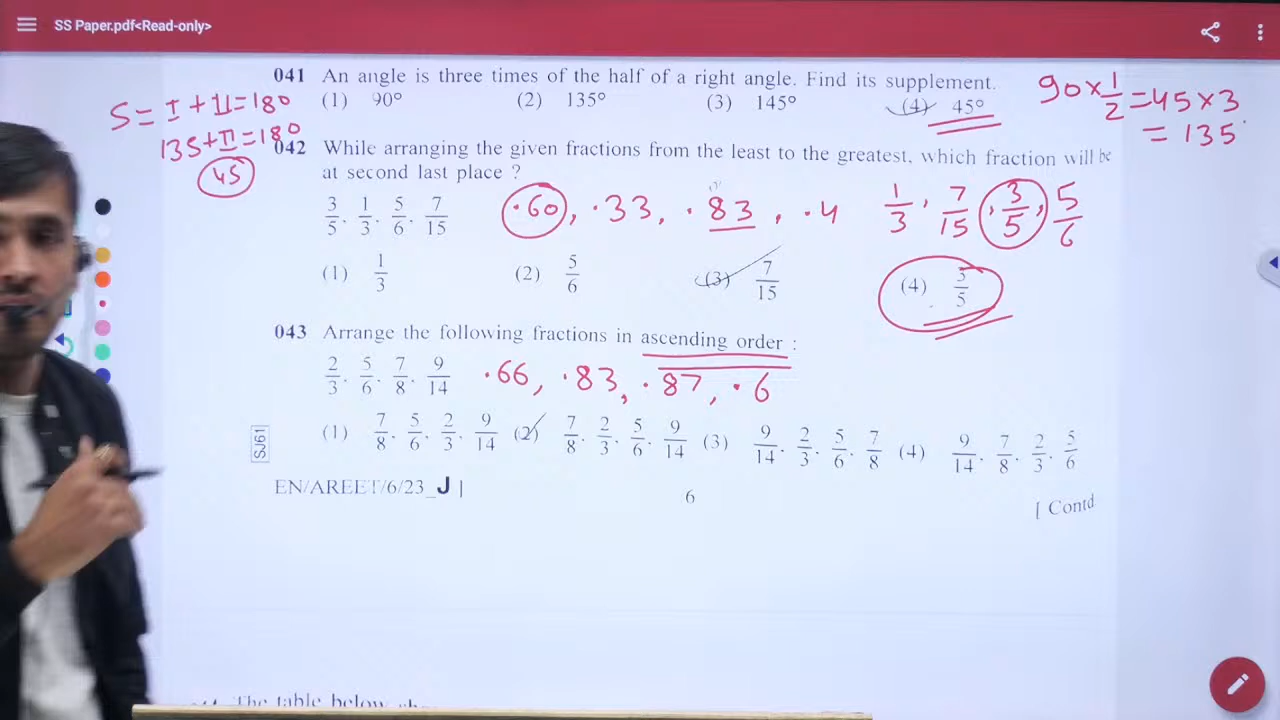 SS Paper.pdf<Read-only>
041 An angle is three times of the half of a right angle. Find its supplement.
(1) 90° (2) 135° (3) 145° (4) 45°
S = I + II = 180
135 + II = 180
45
90 × 1/2 = 45 × 3
= 135
042 While arranging the given fractions from the least to the greatest, which fraction will be
at second last place ?
3/5, 1/3, 5/6, 7/15
.60, .33, .83, .4
1/3, 7/15, 3/5, 5/6
(1) 1/3 (2) 5/6 (3) 7/15 (4) 3/5
043 Arrange the following fractions in ascending order :
2/3, 5/6, 7/8, 9/14
.66, .83, .87, .6
(1) 7/8, 5/6, 2/3, 9/14 (2) 7/8, 2/3, 5/6, 9/14 (3) 9/14, 2/3, 5/6, 7/8 (4) 9/14, 7/8, 2/3, 5/6
SJ61
EN/AREET/6/23_J ]
6
[ Contd
The table below